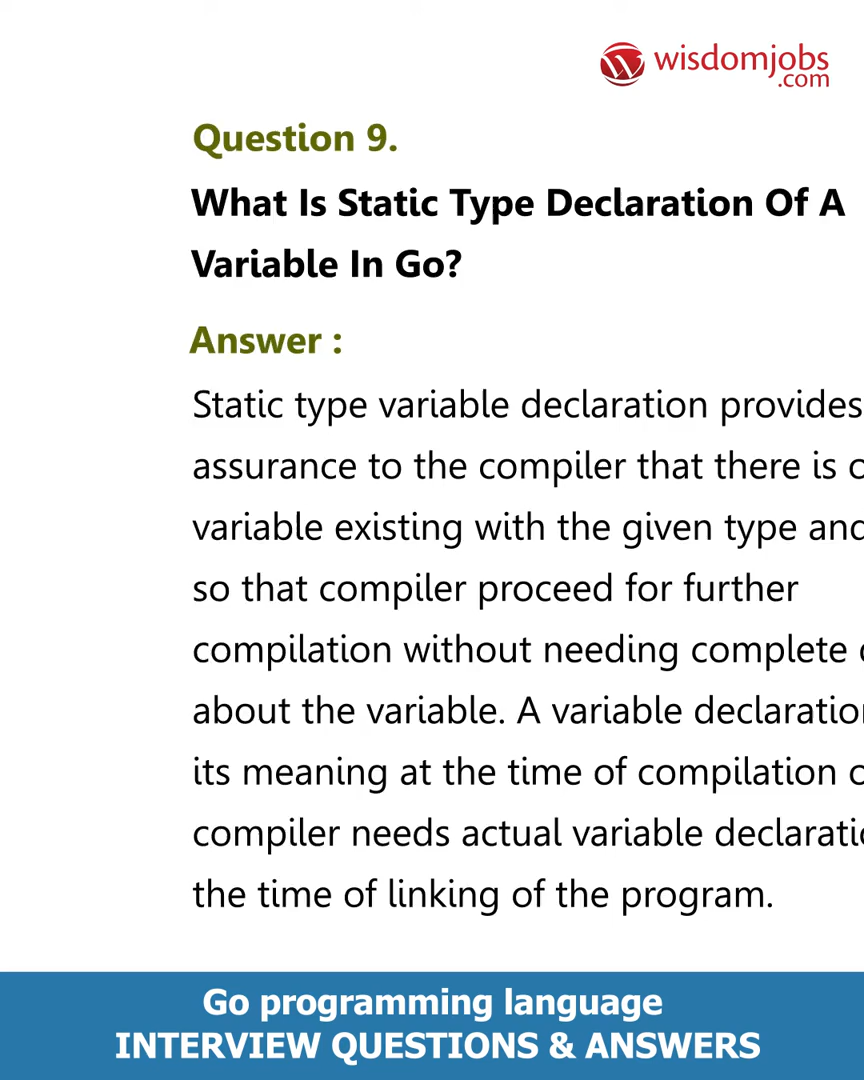 wisdomjobs
.com
Question 9.
What Is Static Type Declaration Of A
Variable In Go?
Answer :
Static type variable declaration provides
assurance to the compiler that there is
variable existing with the given type and
so that compiler proceed for further
compilation without needing complete
about the variable. A variable declaration
its meaning at the time of compilation
compiler needs actual variable declaration
the time of linking of the program.
Go programming language
INTERVIEW QUESTIONS & ANSWERS